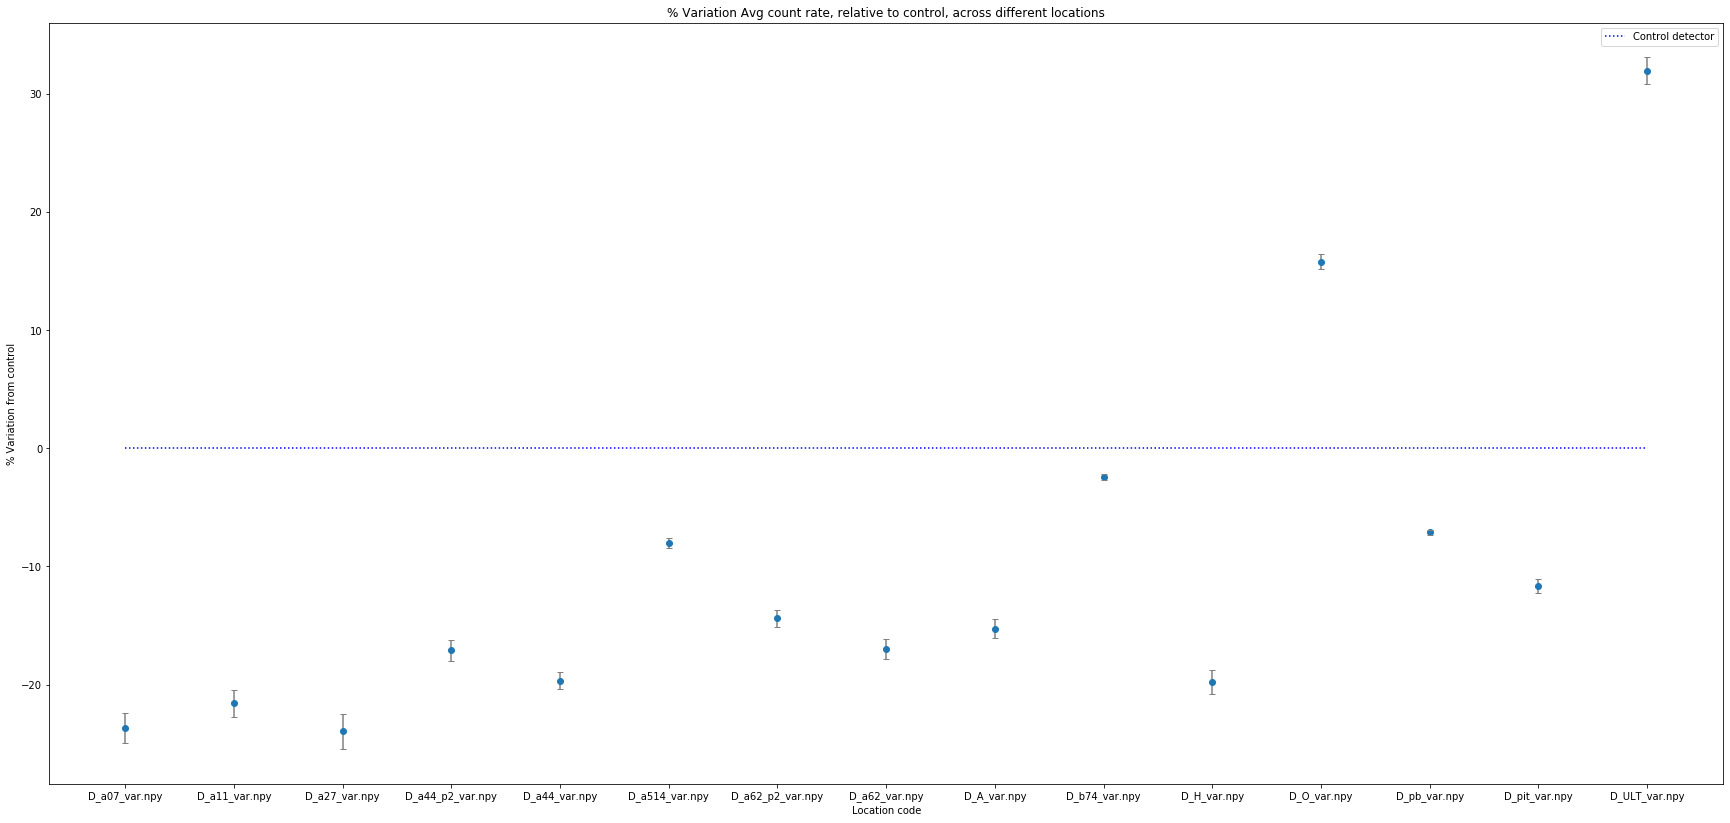 % Variation Avg count rate, relative to control, across different locations
Control detector
30
20
10
0
−10
−20
% Variation from control
D_a07_var.npy D_a11_var.npy D_a27_var.npy D_a44_p2_var.npy D_a44_var.npy D_a514_var.npy D_a62_p2_var.npy D_a62_var.npy D_A_var.npy D_b74_var.npy D_H_var.npy D_O_var.npy D_pb_var.npy D_pit_var.npy D_ULT_var.npy
Location code